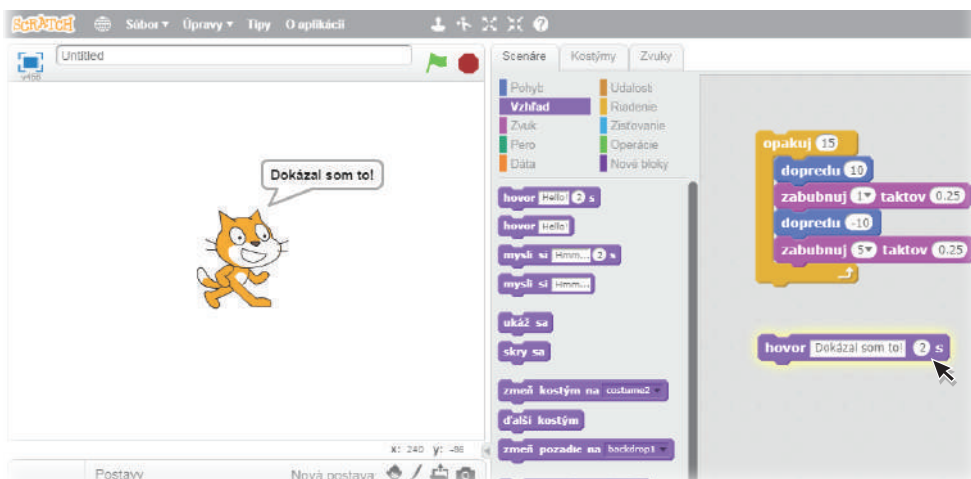 SCRATCH Súbor Úpravy Tipy O aplikácii
Untitled
v456
Dokázal som to!
x: 240 y: -86
Postavy Nová postava:
Scenáre Kostýmy Zvuky
Pohyb Udalosti
Vzhľad Riadenie
Zvuk Zisťovanie
Pero Operácie
Dáta Nové bloky
hovor Hello! 2 s
hovor Hello!
mysli si Hmm... 2 s
mysli si Hmm...
ukáž sa
skry sa
zmeň kostým na costume2
ďalší kostým
zmeň pozadie na backdrop1
opakuj 15
dopredu 10
zabubnuj 1 taktov 0.25
dopredu -10
zabubnuj 5 taktov 0.25
hovor Dokázal som to! 2 s